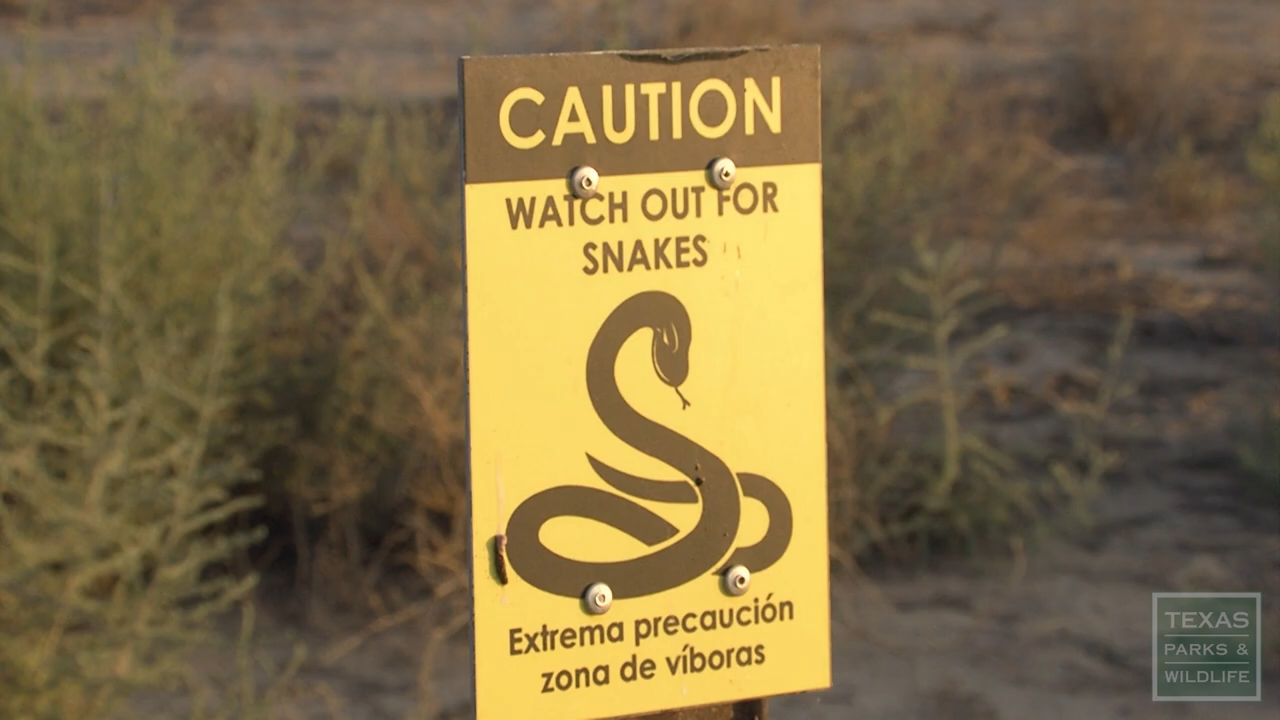 CAUTION
WATCH OUT FOR
SNAKES
Extrema precaución
zona de víboras
TEXAS
PARKS &
WILDLIFE